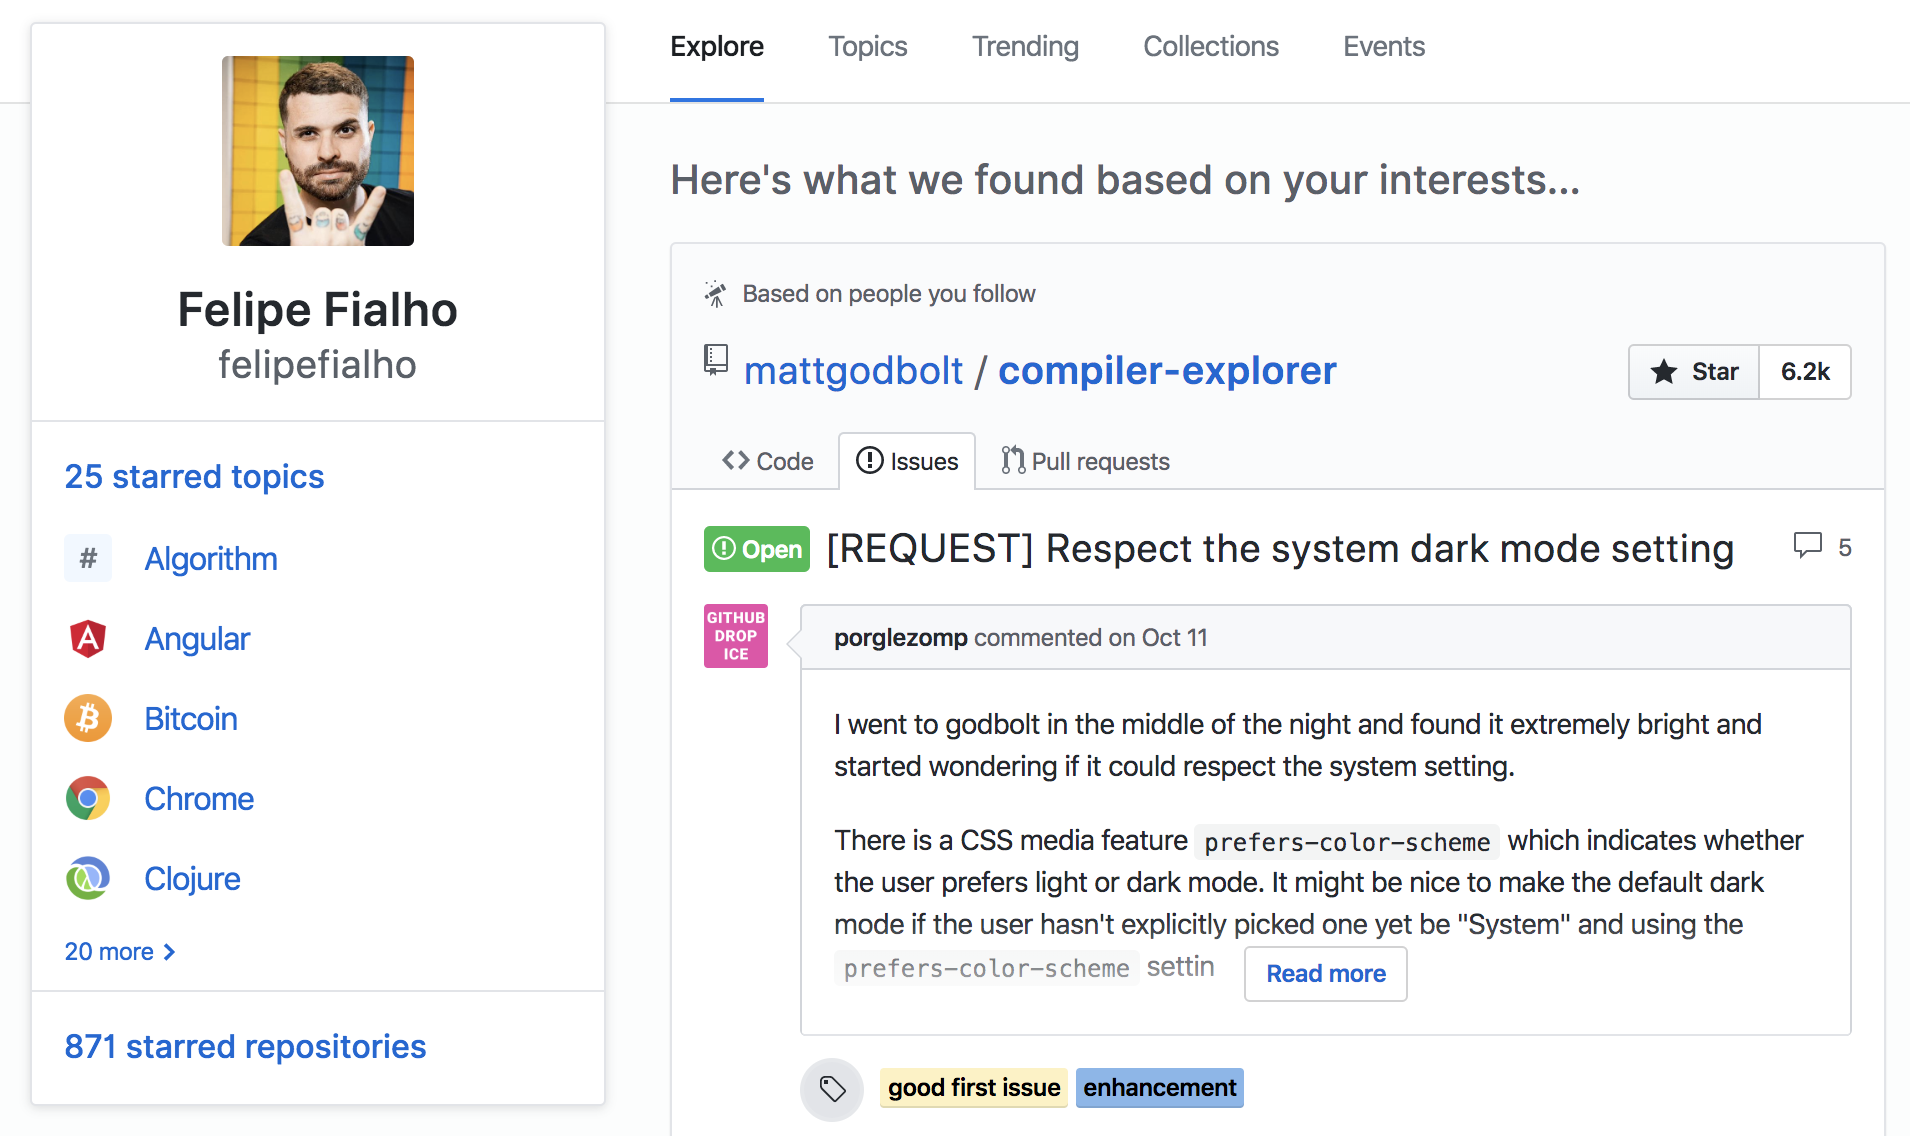 Felipe Fialho
felipefialho
25 starred topics
# Algorithm
Angular
Bitcoin
Chrome
Clojure
20 more
871 starred repositories
Explore Topics Trending Collections Events
Here's what we found based on your interests...
Based on people you follow
mattgodbolt / compiler-explorer
Star 6.2k
Code Issues Pull requests
Open [REQUEST] Respect the system dark mode setting 5
GITHUB
DROP
ICE
porglezomp commented on Oct 11
I went to godbolt in the middle of the night and found it extremely bright and
started wondering if it could respect the system setting.
There is a CSS media feature prefers-color-scheme which indicates whether
the user prefers light or dark mode. It might be nice to make the default dark
mode if the user hasn't explicitly picked one yet be "System" and using the
prefers-color-scheme settin
Read more
good first issue enhancement